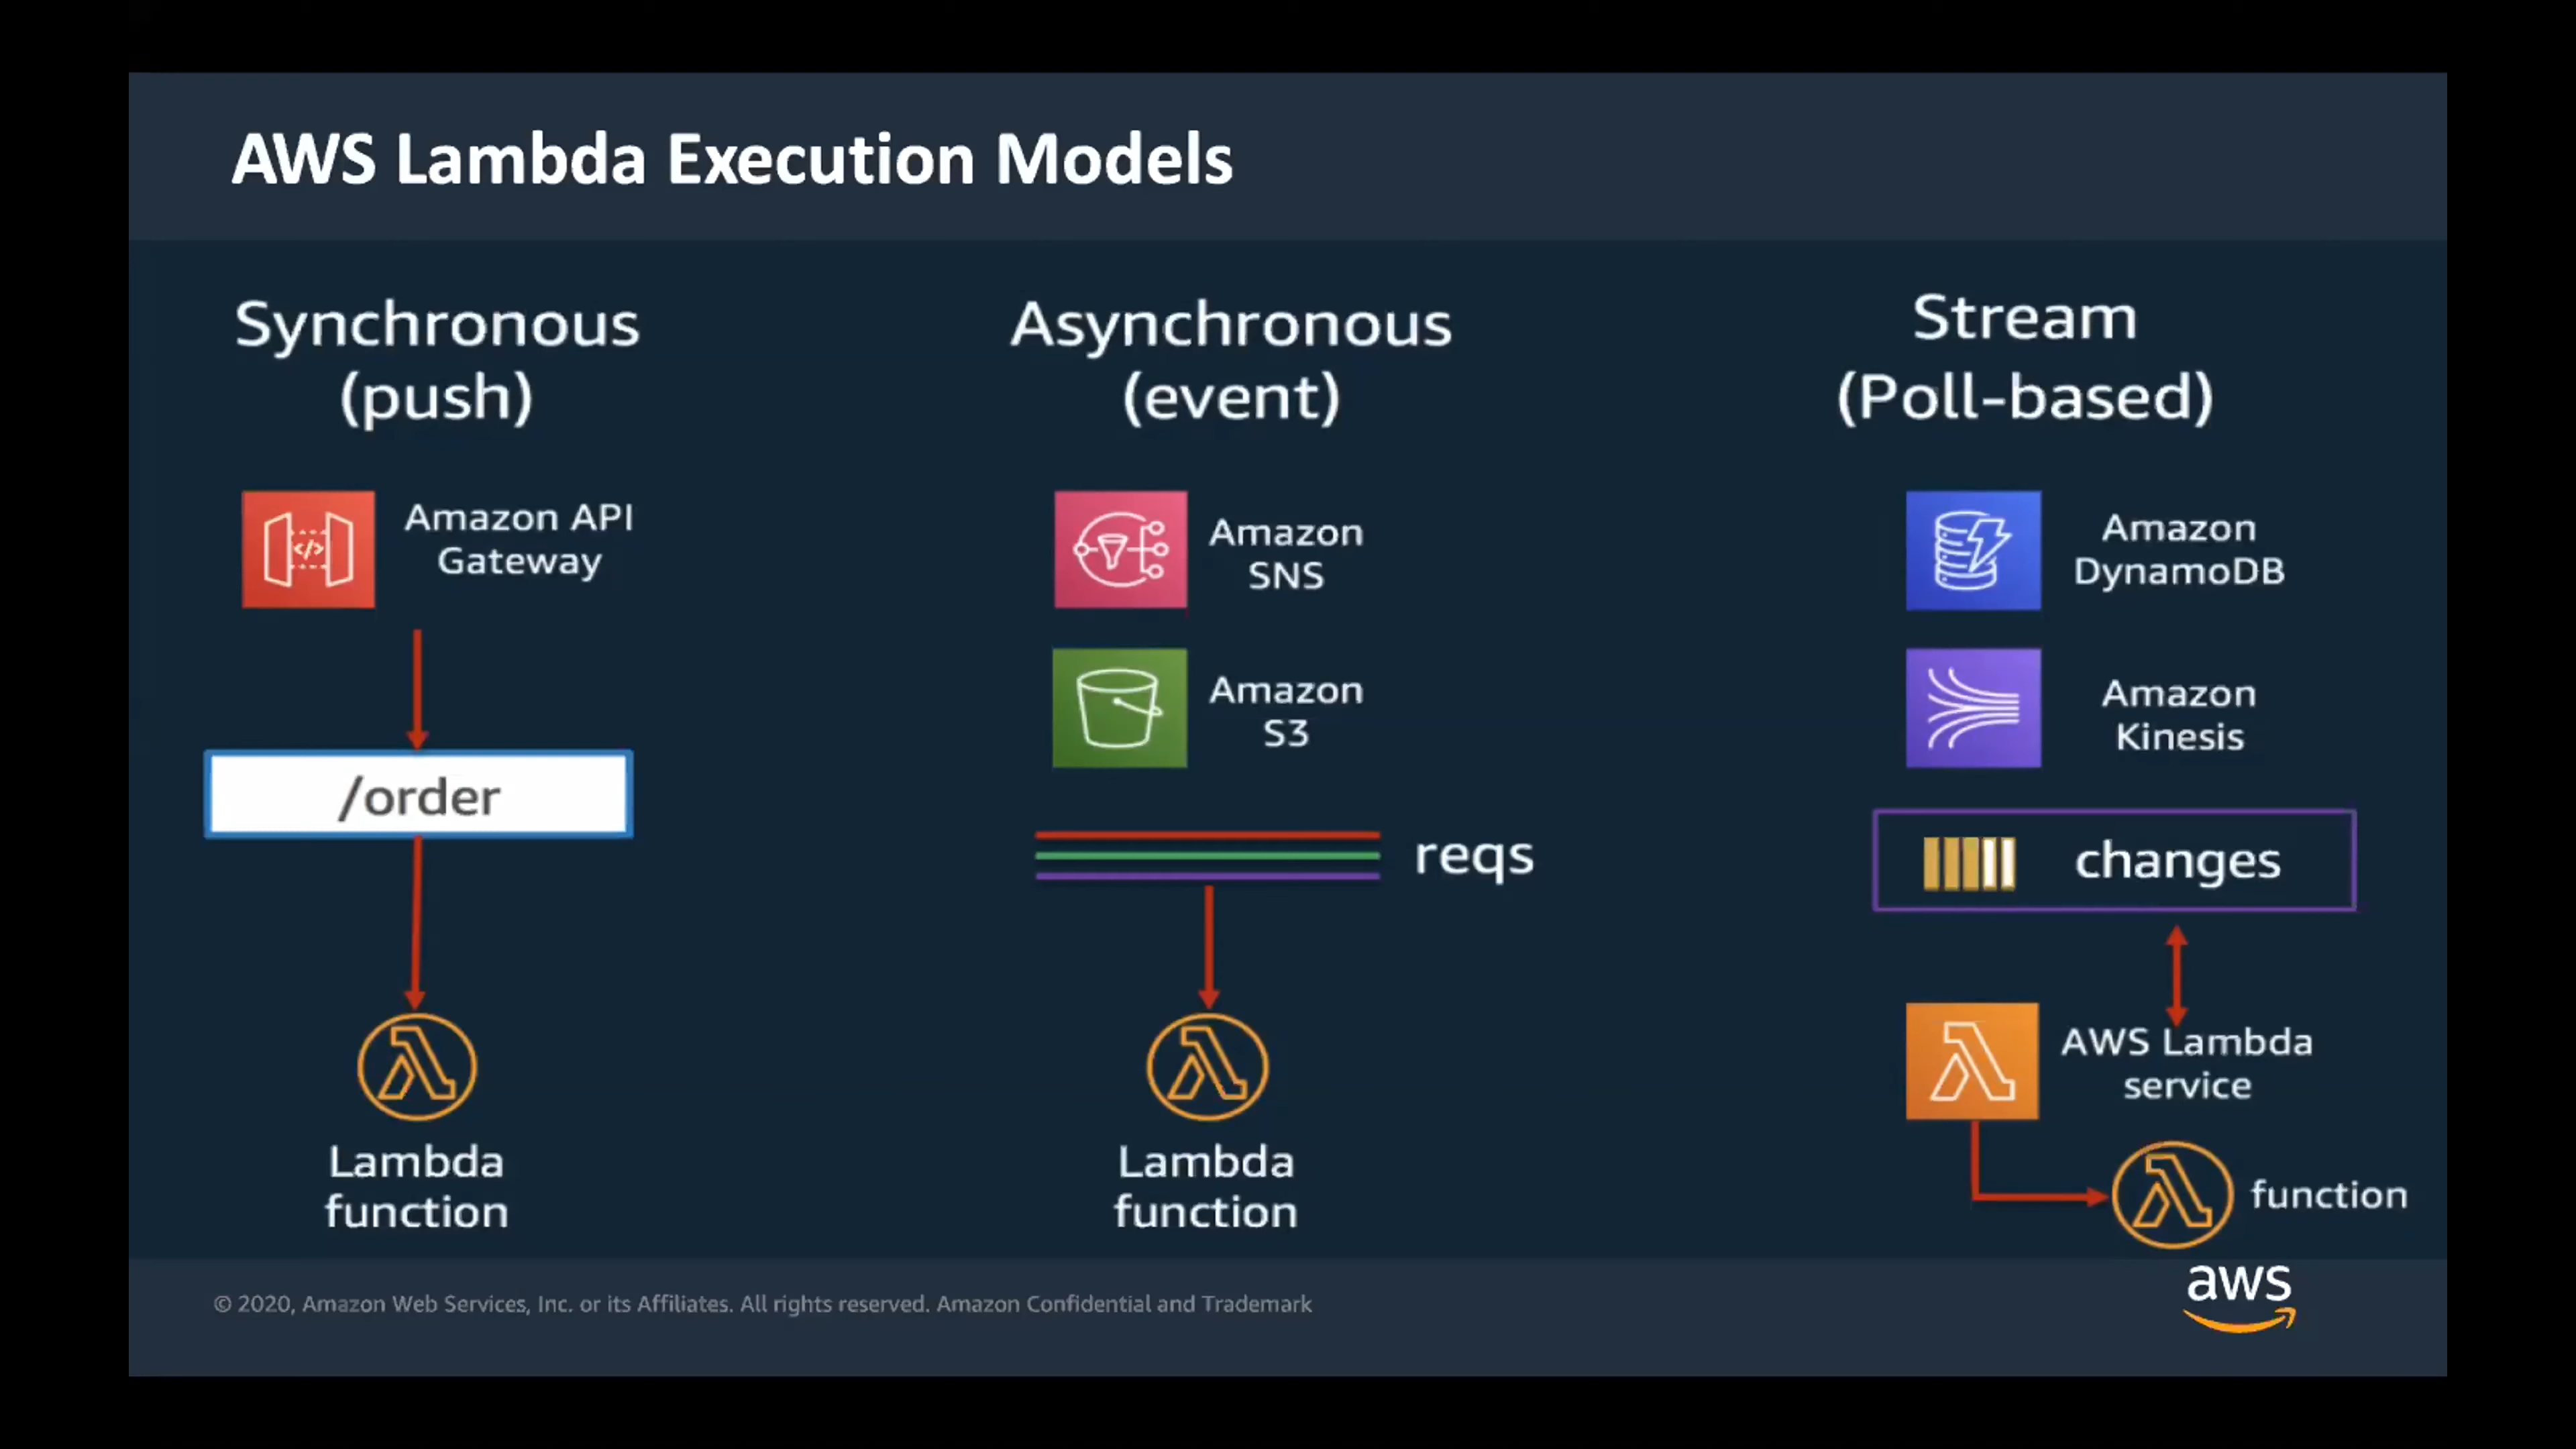 AWS Lambda Execution Models
Synchronous
(push)
Amazon API
Gateway
/order
Lambda
function
Asynchronous
(event)
Amazon
SNS
Amazon
S3
reqs
Lambda
function
Stream
(Poll-based)
Amazon
DynamoDB
Amazon
Kinesis
changes
AWS Lambda
service
function
© 2020, Amazon Web Services, Inc. or its Affiliates. All rights reserved. Amazon Confidential and Trademark
aws